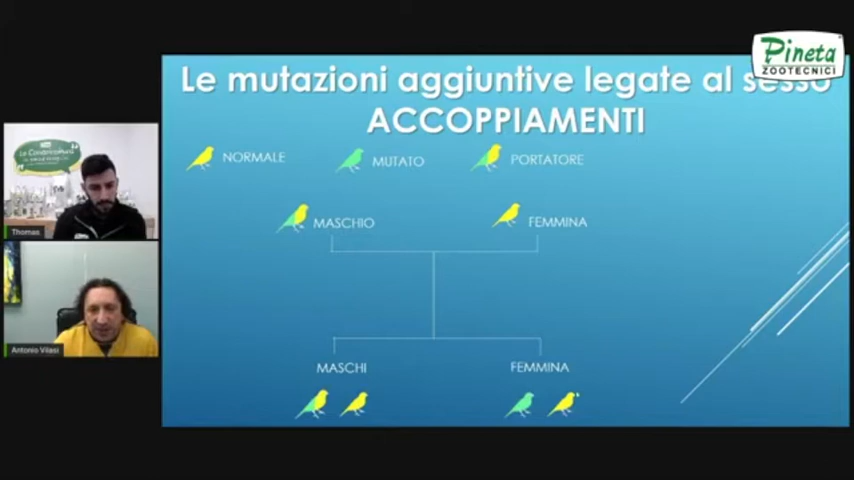 Pineta
ZOOTECNICI
Le mutazioni aggiuntive legate al sesso
ACCOPPIAMENTI
NORMALE
MUTATO
PORTATORE
MASCHIO
FEMMINA
MASCHI
FEMMINA
Thomas
Antonio Vilasi